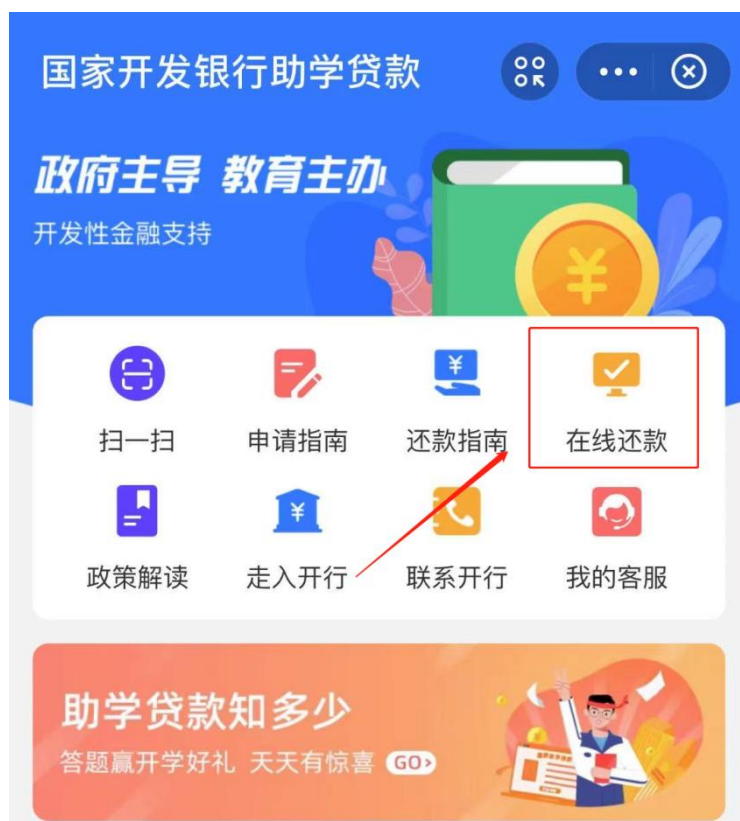 国家开发银行助学贷款
政府主导 教育主办
开发性金融支持
扫一扫 申请指南 还款指南 在线还款
政策解读 走入开行 联系开行 我的客服
助学贷款知多少
答题赢开学好礼 天天有惊喜 GO>